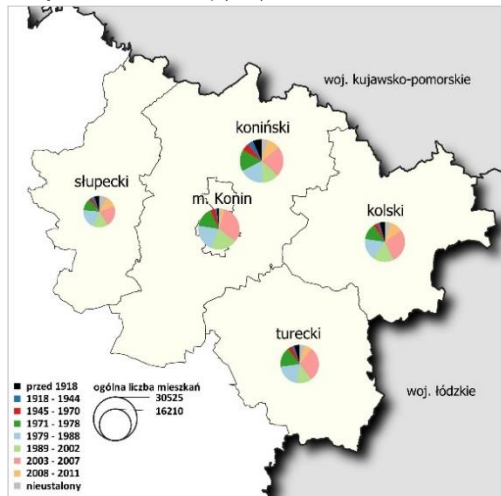 woj. kujawsko-pomorskie
koniński
słupecki
m. Konin
kolski
turecki
woj. łódzkie
przed 1918
1918 - 1944
1945 - 1970
1971 - 1978
1979 - 1988
1989 - 2002
2003 - 2007
2008 - 2011
nieustalony
ogólna liczba mieszkań
30525
16210